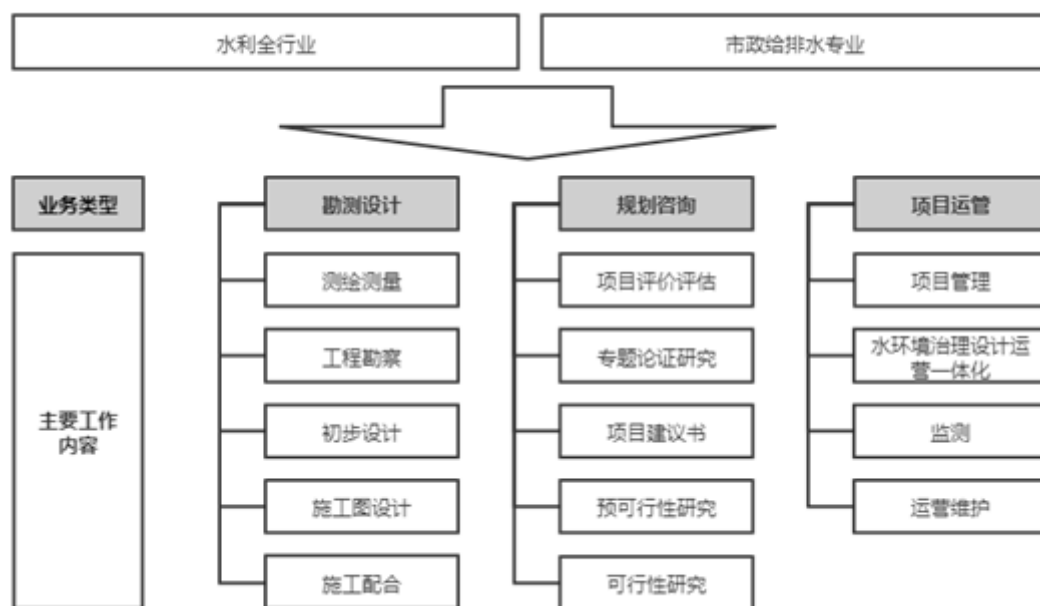 水利全行业
市政给排水专业
业务类型
勘测设计
规划咨询
项目运管
主要工作
内容
测绘测量
项目评价评估
项目管理
工程勘察
专题论证研究
水环境治理设计运
营一体化
初步设计
项目建议书
监测
施工图设计
预可行性研究
运营维护
施工配合
可行性研究